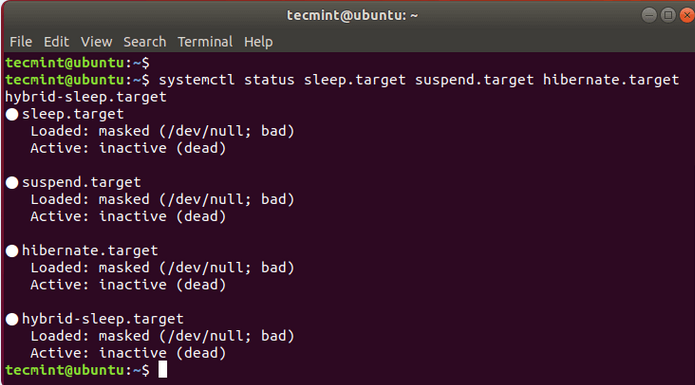 tecmint@ubuntu: ~
File Edit View Search Terminal Help
tecmint@ubuntu:~$
tecmint@ubuntu:~$ systemctl status sleep.target suspend.target hibernate.target
hybrid-sleep.target
● sleep.target
Loaded: masked (/dev/null; bad)
Active: inactive (dead)
● suspend.target
Loaded: masked (/dev/null; bad)
Active: inactive (dead)
● hibernate.target
Loaded: masked (/dev/null; bad)
Active: inactive (dead)
● hybrid-sleep.target
Loaded: masked (/dev/null; bad)
Active: inactive (dead)
tecmint@ubuntu:~$